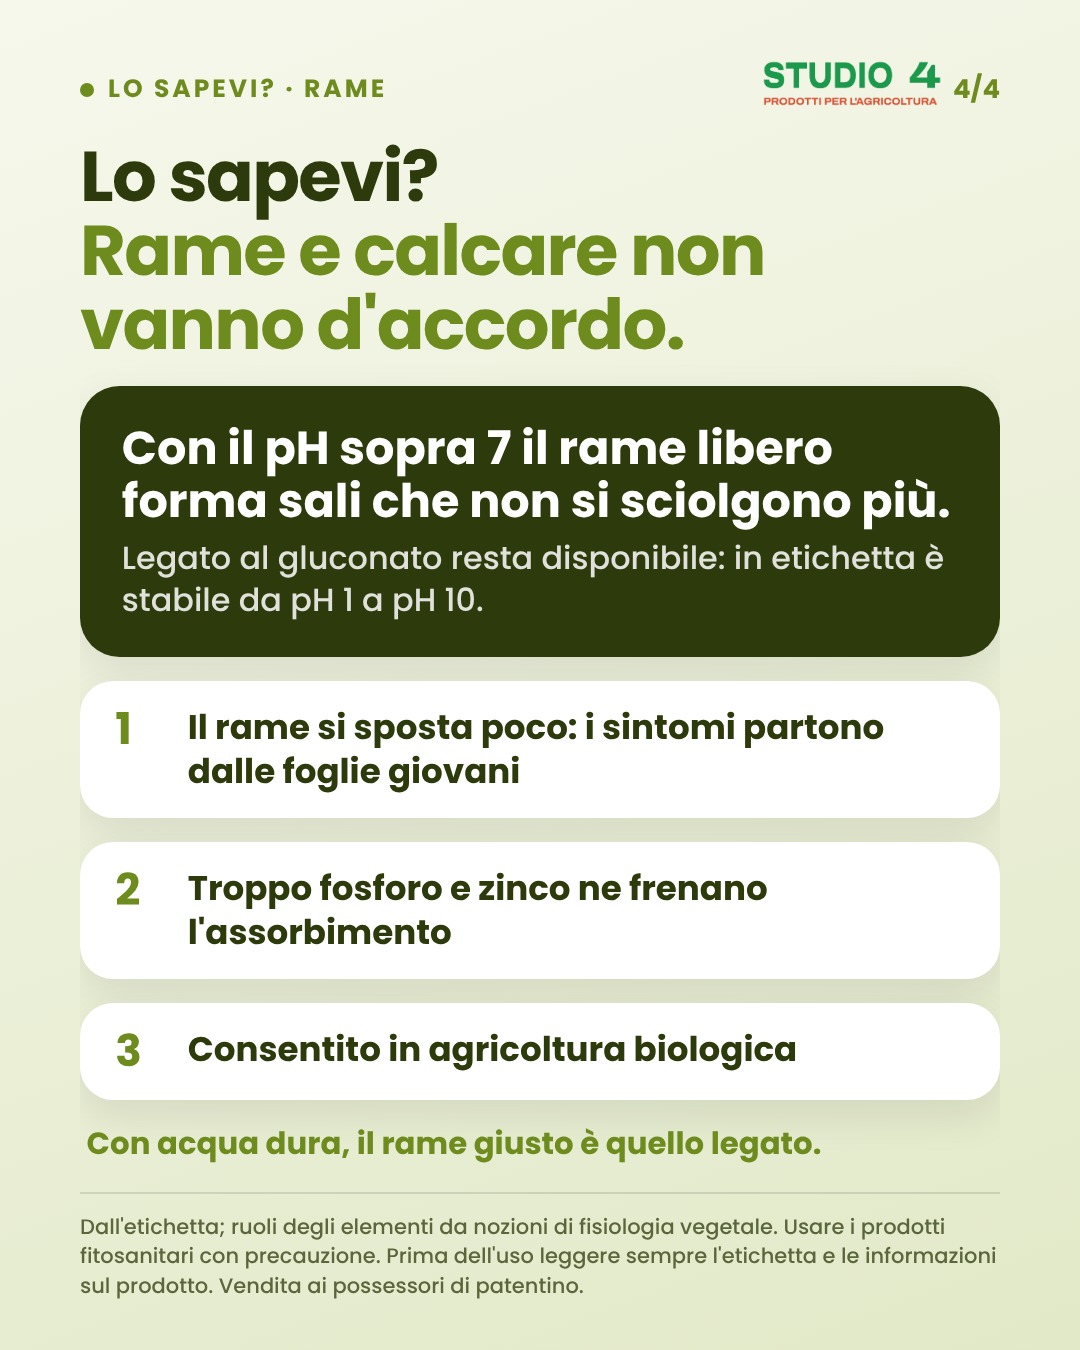 LO SAPEVI? · RAME
STUDIO 4
PRODOTTI PER L'AGRICOLTURA
4/4
Lo sapevi?
Rame e calcare non
vanno d'accordo.
Con il pH sopra 7 il rame libero
forma sali che non si sciolgono più.
Legato al gluconato resta disponibile: in etichetta è
stabile da pH 1 a pH 10.
1
Il rame si sposta poco: i sintomi partono
dalle foglie giovani
2
Troppo fosforo e zinco ne frenano
l'assorbimento
3
Consentito in agricoltura biologica
Con acqua dura, il rame giusto è quello legato.
Dall'etichetta; ruoli degli elementi da nozioni di fisiologia vegetale. Usare i prodotti
fitosanitari con precauzione. Prima dell'uso leggere sempre l'etichetta e le informazioni
sul prodotto. Vendita ai possessori di patentino.